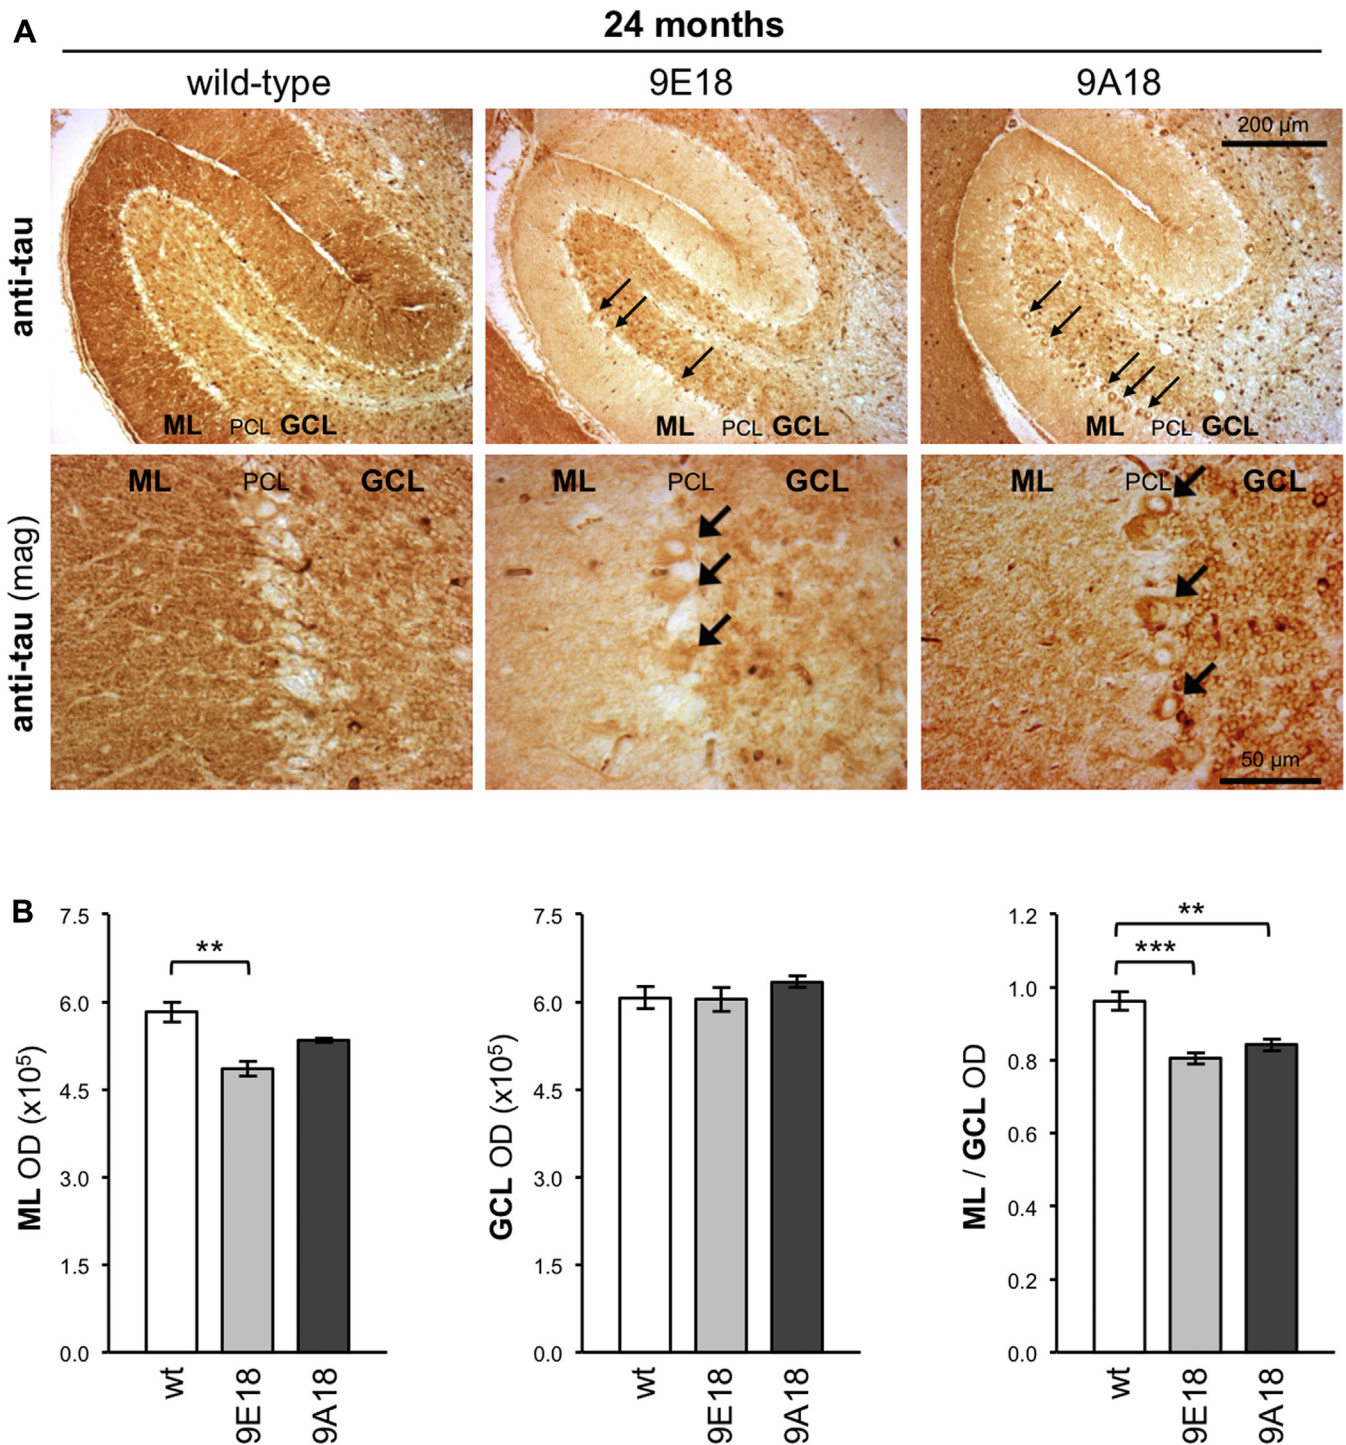 A
24 months
wild-type 9E18 9A18
anti-tau
200 µm
ML PCL GCL
ML PCL GCL
ML PCL GCL
anti-tau (mag)
ML PCL GCL
ML PCL GCL
ML PCL GCL
50 µm
B
ML OD (x10⁵)
7.5
6.0
4.5
3.0
1.5
0.0
**
wt
9E18
9A18
GCL OD (x10⁵)
7.5
6.0
4.5
3.0
1.5
0.0
wt
9E18
9A18
ML / GCL OD
1.2
1.0
0.8
0.6
0.4
0.2
0.0
**
***
wt
9E18
9A18